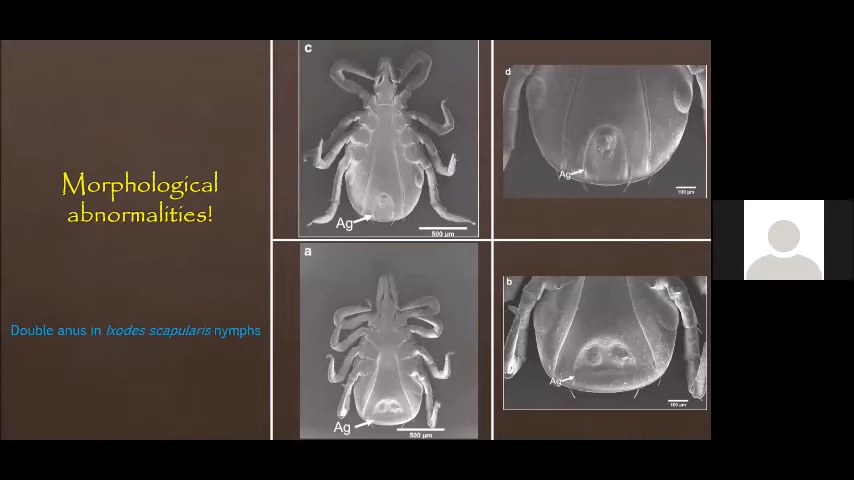 Morphological
abnormalities!
Double anus in Ixodes scapularis nymphs
c
Ag
500 µm
d
Ag
100 µm
a
Ag
500 µm
b
Ag
100 µm